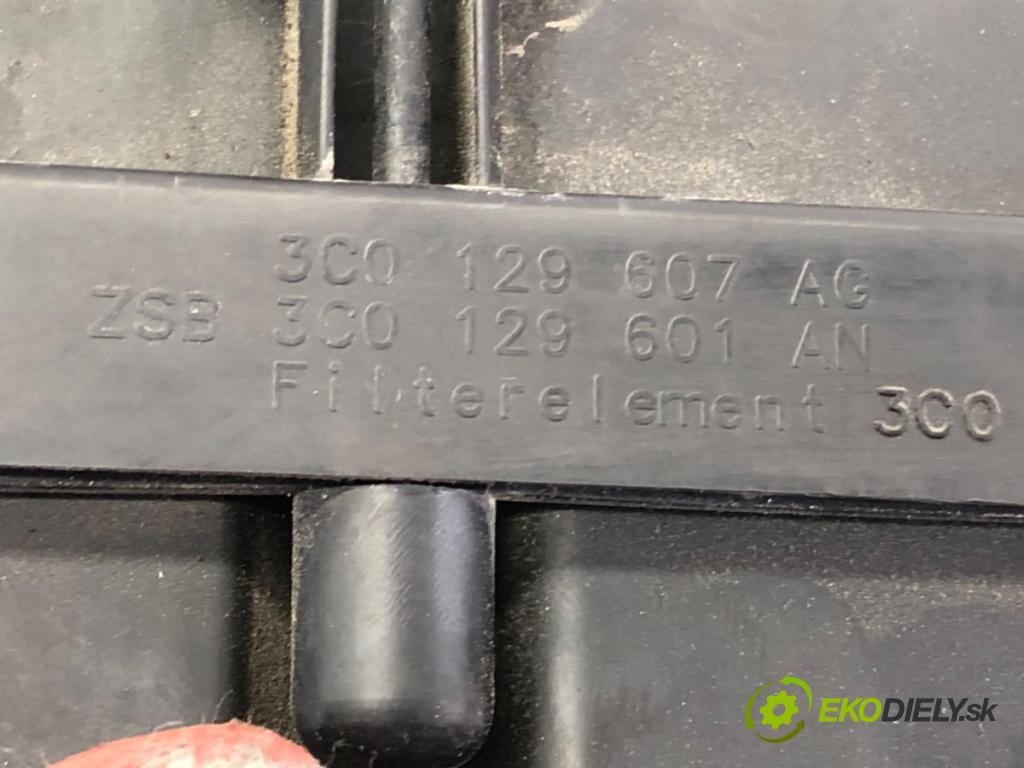 3C0 129 607 AG
ZSB 3C0 129 601 AN
Filterelement 3C0
EKODIELY.sk